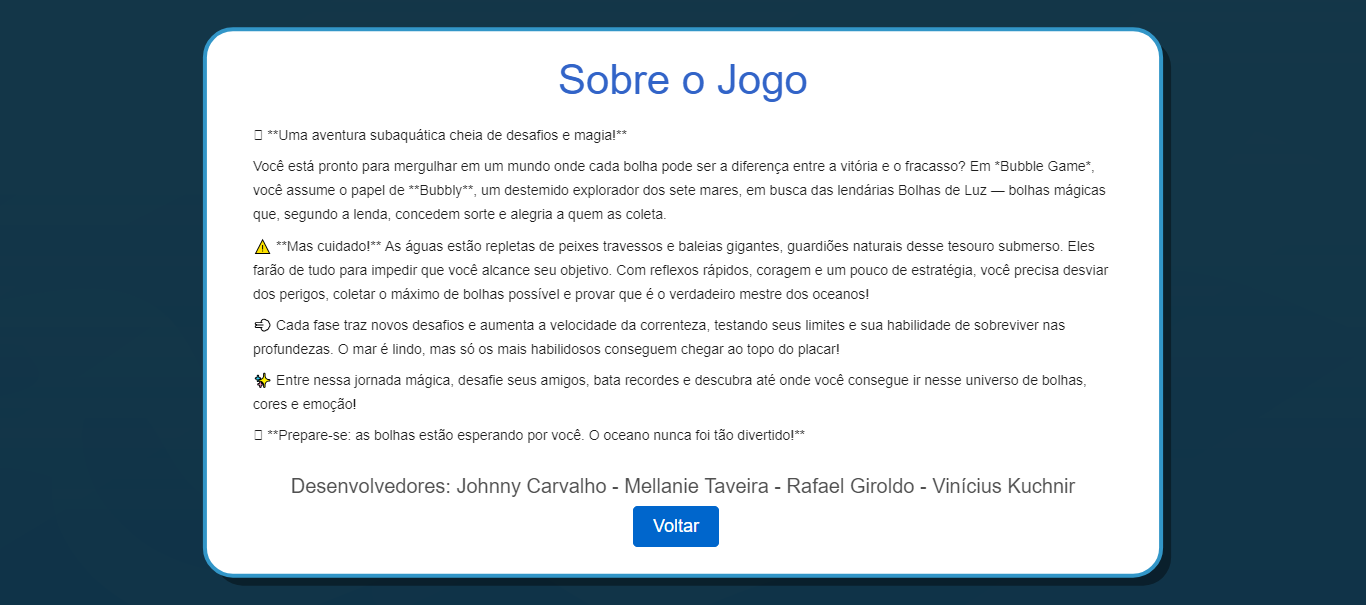 Sobre o Jogo
**Uma aventura subaquática cheia de desafios e magia!**
Você está pronto para mergulhar em um mundo onde cada bolha pode ser a diferença entre a vitória e o fracasso? Em *Bubble Game*,
você assume o papel de **Bubbly**, um destemido explorador dos sete mares, em busca das lendárias Bolhas de Luz — bolhas mágicas
que, segundo a lenda, concedem sorte e alegria a quem as coleta.
⚠️ **Mas cuidado!** As águas estão repletas de peixes travessos e baleias gigantes, guardiões naturais desse tesouro submerso. Eles
farão de tudo para impedir que você alcance seu objetivo. Com reflexos rápidos, coragem e um pouco de estratégia, você precisa desviar
dos perigos, coletar o máximo de bolhas possível e provar que é o verdadeiro mestre dos oceanos!
Cada fase traz novos desafios e aumenta a velocidade da correnteza, testando seus limites e sua habilidade de sobreviver nas
profundezas. O mar é lindo, mas só os mais habilidosos conseguem chegar ao topo do placar!
✨ Entre nessa jornada mágica, desafie seus amigos, bata recordes e descubra até onde você consegue ir nesse universo de bolhas,
cores e emoção!
**Prepare-se: as bolhas estão esperando por você. O oceano nunca foi tão divertido!**
Desenvolvedores: Johnny Carvalho - Mellanie Taveira - Rafael Giroldo - Vinícius Kuchnir
Voltar